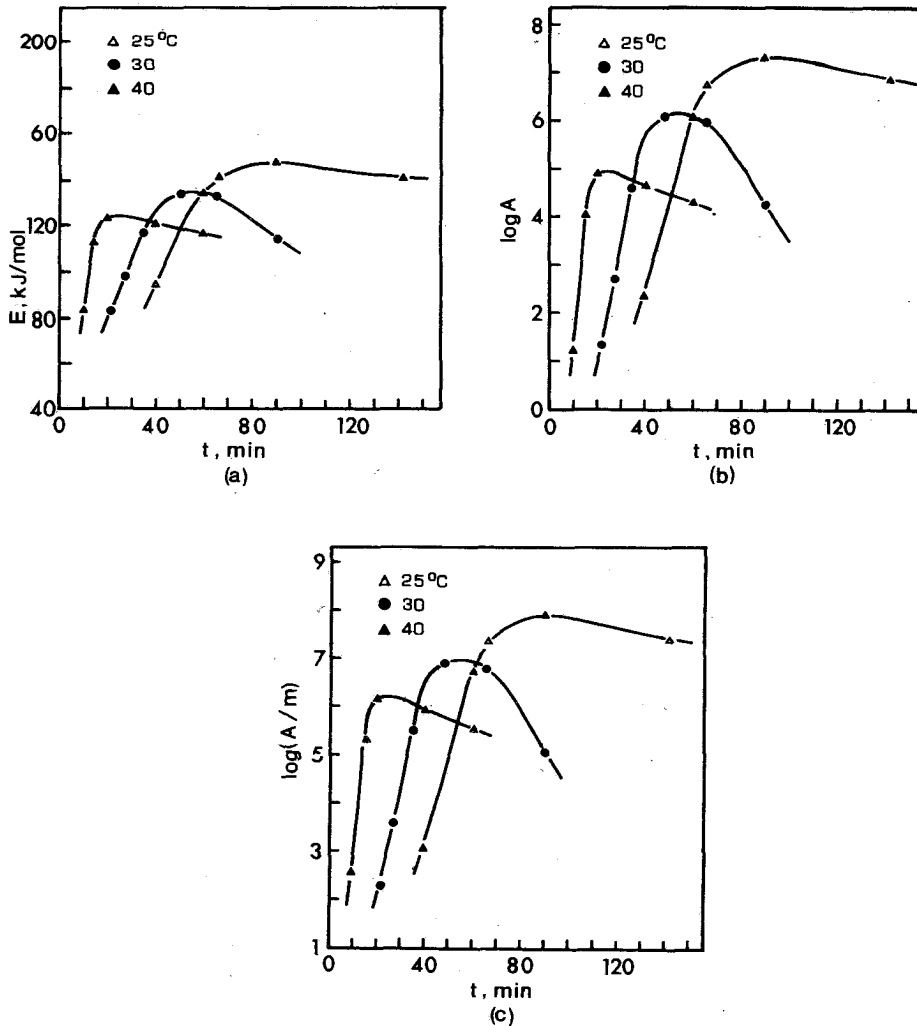 200
60
120
80
40
E, kJ/mol
△ 25°C
● 30
▲ 40
0 40 80 120
t, min
(a)
8
6
4
2
0
log A
△ 25°C
● 30
▲ 40
0 40 80 120
t, min
(b)
9
7
5
3
1
log(A/m)
△ 25°C
● 30
▲ 40
0 40 80 120
t, min
(c)